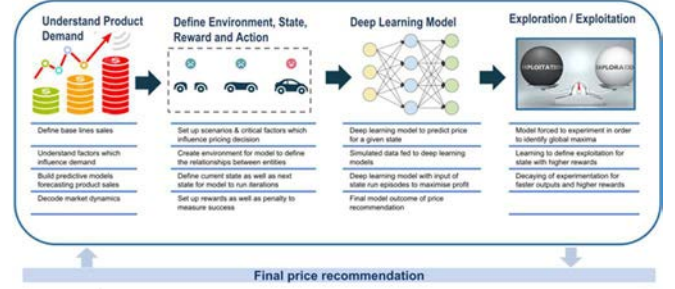 Understand Product
Demand
Define base lines sales
Understand factors which
influence demand
Build predictive models
forecasting product sales
Decode market dynamics
Define Environment, State,
Reward and Action
Set up scenarios & critical factors which
influence pricing decision
Create environment for model to define
the relationships between entities
Define current state as well as next
state for model to run iterations
Set up rewards as well as penalty to
measure success
Deep Learning Model
Deep learning model to predict price
for a given state
Simulated data fed to deep learning
models
Deep learning model with input of
state run episodes to maximise profit
Final model outcome of price
recommendation
Exploration / Exploitation
EXPLOITATION
EXPLORATION
Model forced to experiment in order
to identify global maxima
Learning to define exploitation for
state with higher rewards
Decaying of experimentation for
faster outputs and higher rewards
Final price recommendation